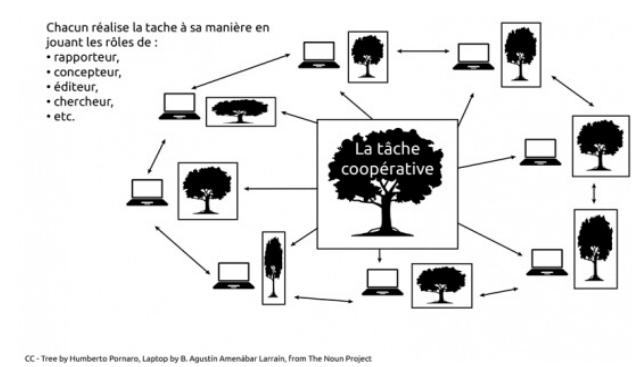 Chacun réalise la tache à sa manière en
jouant les rôles de :
• rapporteur,
• concepteur,
• éditeur,
• chercheur,
• etc.
La tâche
coopérative
CC - Tree by Humberto Pornaro, Laptop by B. Agustín Amenábar Larraín, from The Noun Project